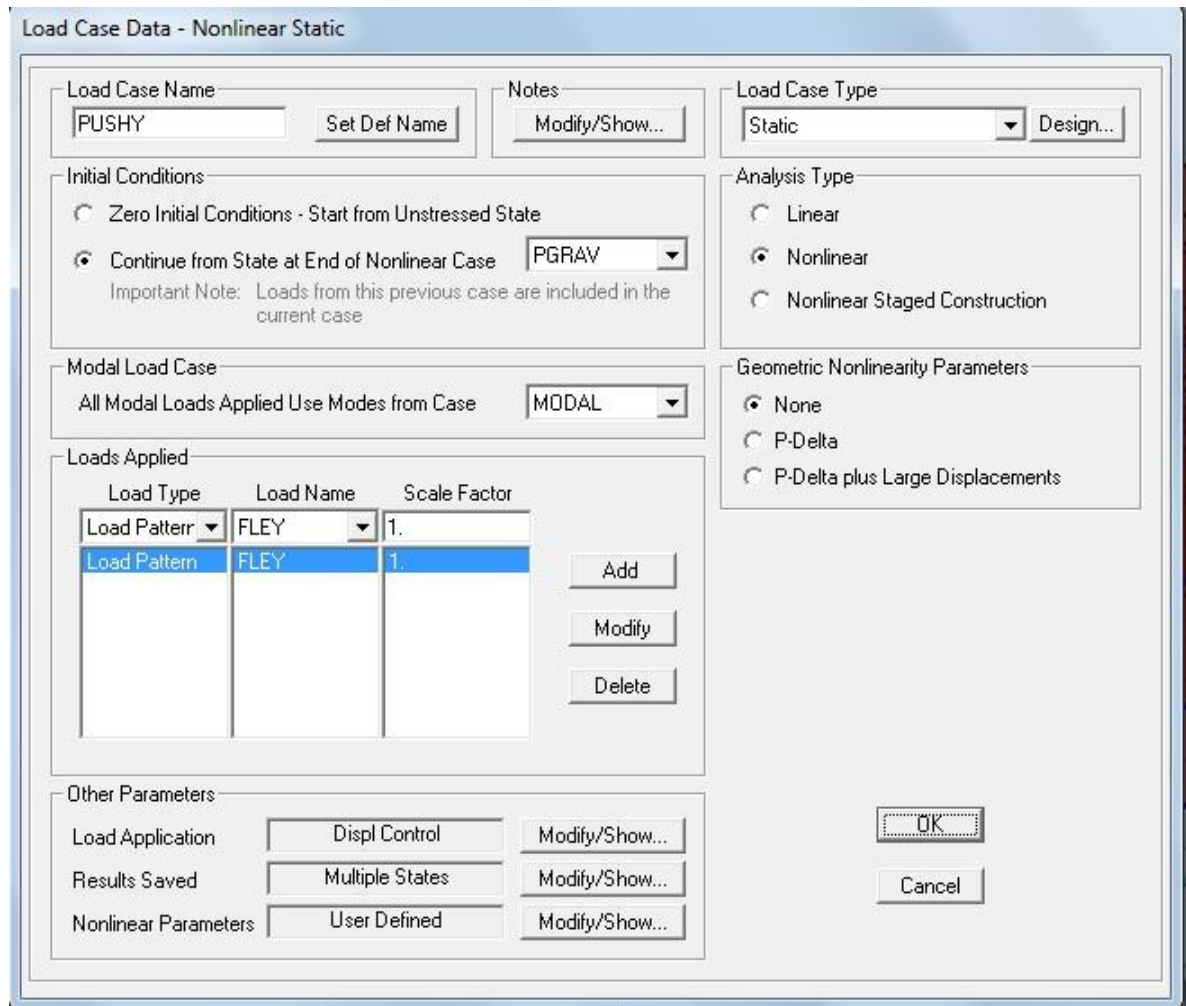 Load Case Data - Nonlinear Static
Load Case Name
PUSHY
Set Def Name
Notes
Modify/Show...
Load Case Type
Static
Design...
Initial Conditions
Zero Initial Conditions - Start from Unstressed State
Continue from State at End of Nonlinear Case
PGRAV
Important Note: Loads from this previous case are included in the
current case
Analysis Type
Linear
Nonlinear
Nonlinear Staged Construction
Modal Load Case
All Modal Loads Applied Use Modes from Case
MODAL
Geometric Nonlinearity Parameters
None
P-Delta
P-Delta plus Large Displacements
Loads Applied
Load Type Load Name Scale Factor
Load Pattern FLEY 1.
Load Pattern FLEY 1.
Add
Modify
Delete
Other Parameters
Load Application Displ Control Modify/Show...
Results Saved Multiple States Modify/Show...
Nonlinear Parameters User Defined Modify/Show...
OK
Cancel